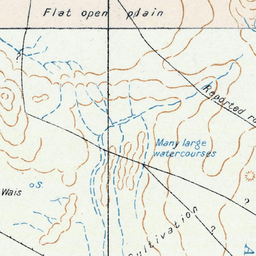 Flat open plain
Reported ro
Many large
watercourses
Wais
S.
Cultivation
?
?
A